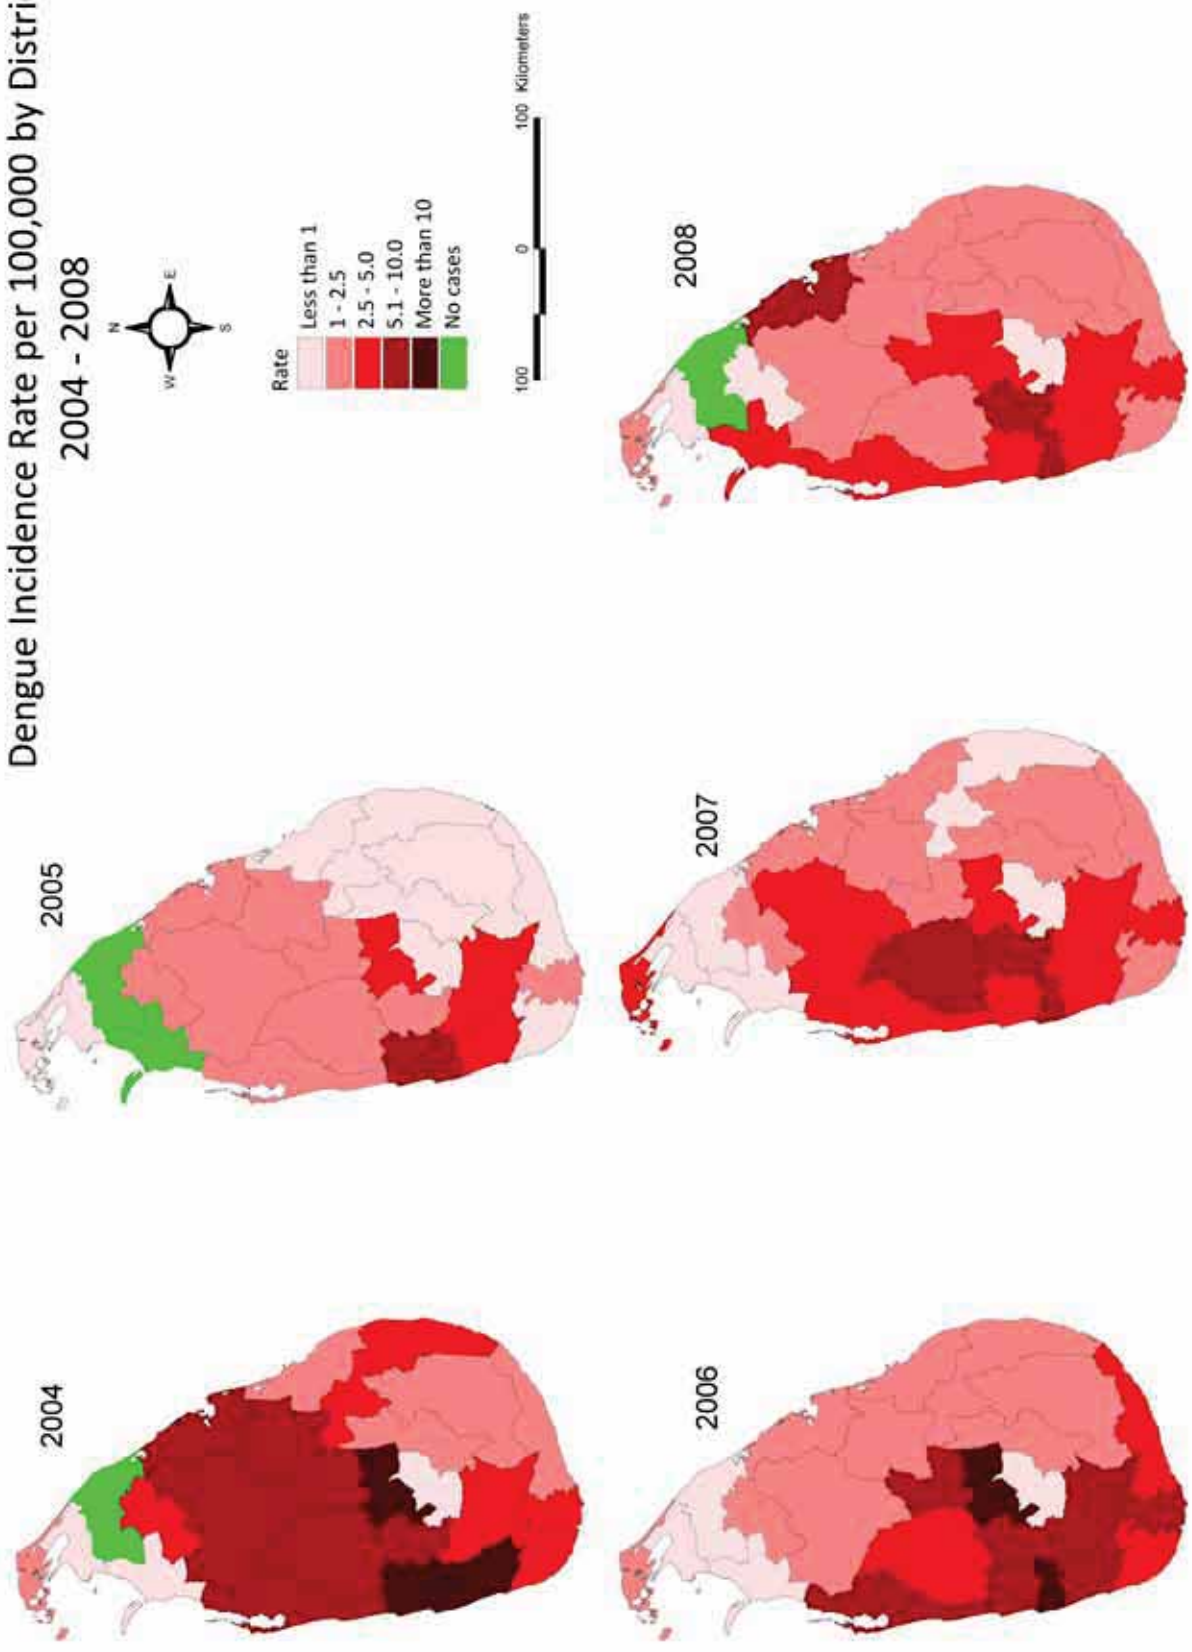 Dengue Incidence Rate per 100,000 by
2004 - 2008
N
W
E
S
Rate
Less than 1
1 - 2.5
2.5 - 5.0
5.1 - 10.0
More than 10
No cases
100 0 100 Kilometers
2004
2005
2006
2007
2008